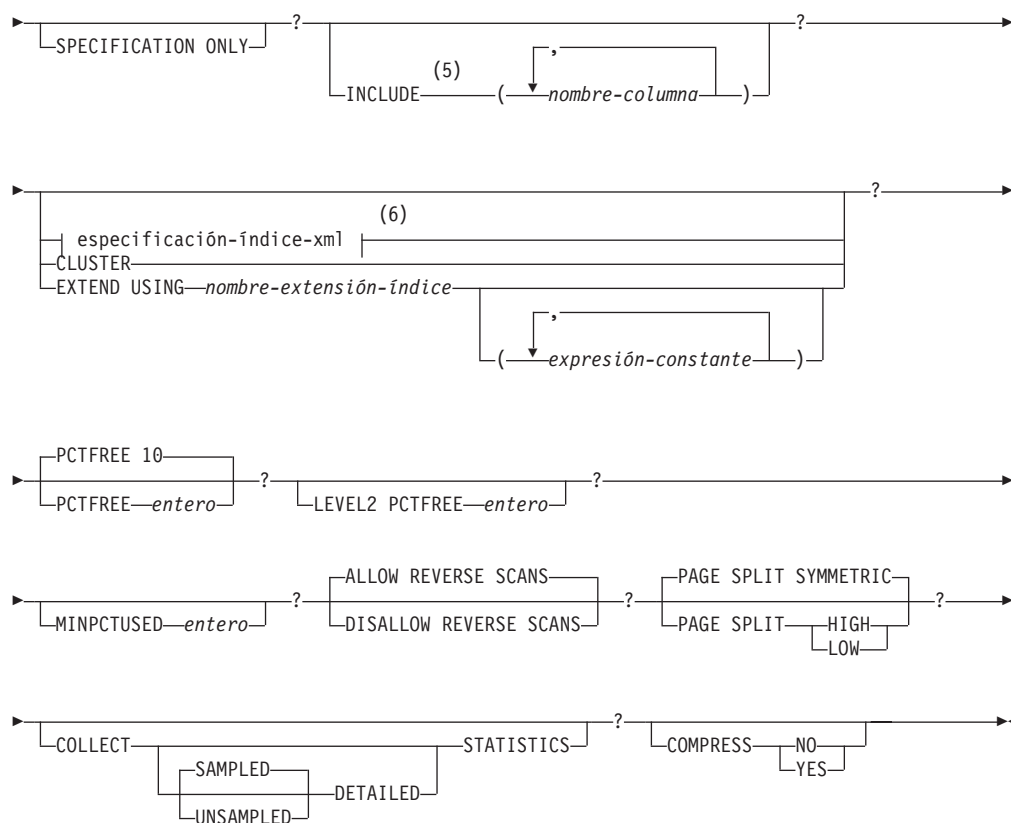 SPECIFICATION ONLY ? INCLUDE (5) ( , nombre-columna ) ?
especificación-índice-xml (6) ?
CLUSTER
EXTEND USING nombre-extensión-índice
( , expresión-constante )
PCTFREE 10
PCTFREE entero ? LEVEL2 PCTFREE entero ?
MINPCTUSED entero ? ALLOW REVERSE SCANS
DISALLOW REVERSE SCANS ? PAGE SPLIT SYMMETRIC
PAGE SPLIT HIGH
LOW ?
COLLECT STATISTICS ? COMPRESS NO
YES
SAMPLED
UNSAMPLED DETAILED